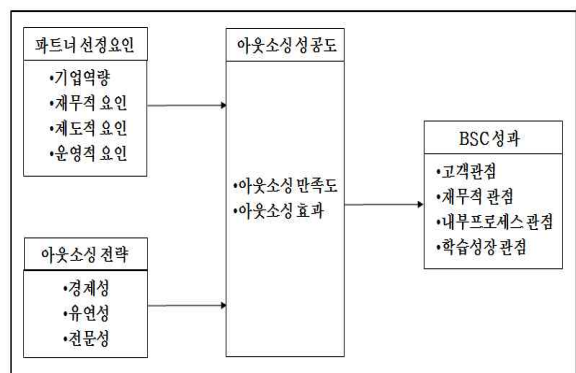 파트너 선정요인
•기업역량
•재무적 요인
•제도적 요인
•운영적 요인
아웃소싱 전략
•경제성
•유연성
•전문성
아웃소싱 성공도
•아웃소싱 만족도
•아웃소싱 효과
BSC 성과
•고객관점
•재무적 관점
•내부프로세스 관점
•학습성장 관점